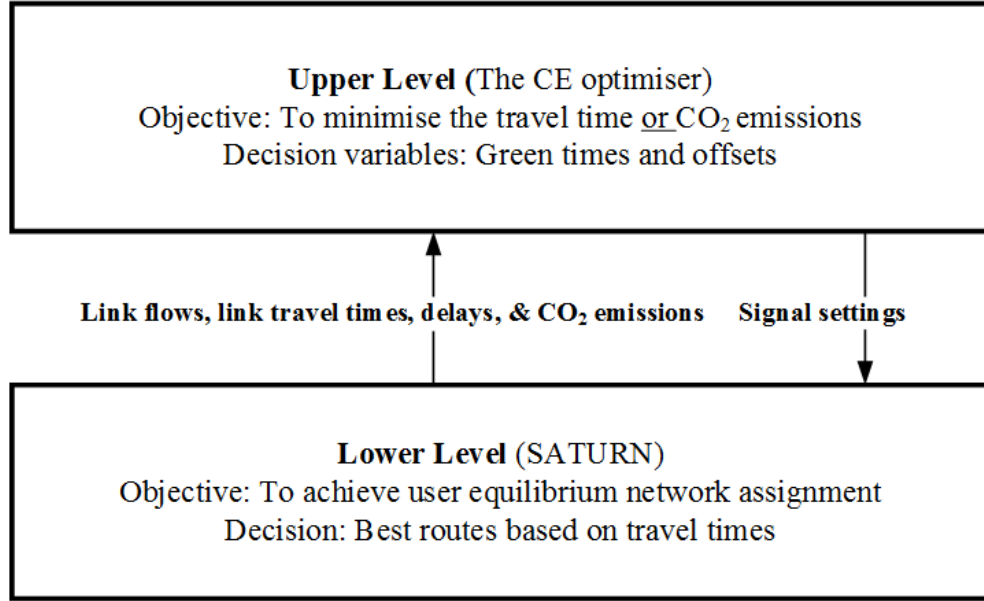 Upper Level (The CE optimiser)
Objective: To minimise the travel time or CO₂ emissions
Decision variables: Green times and offsets
Link flows, link travel times, delays, & CO₂ emissions
Signal settings
Lower Level (SATURN)
Objective: To achieve user equilibrium network assignment
Decision: Best routes based on travel times